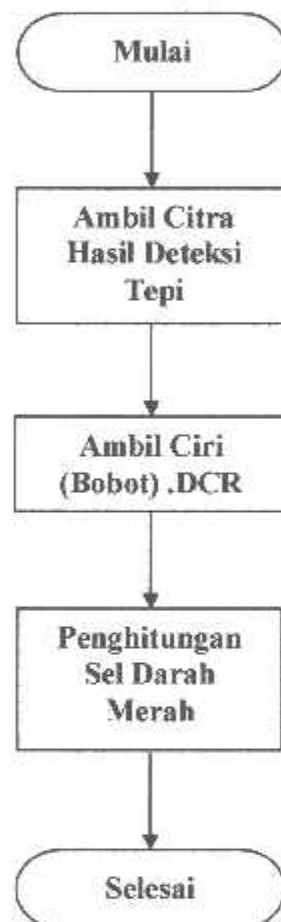 Mulai
Ambil Citra
Hasil Deteksi
Tepi
Ambil Ciri
(Bobot) .DCR
Penghitungan
Sel Darah
Merah
Selesai